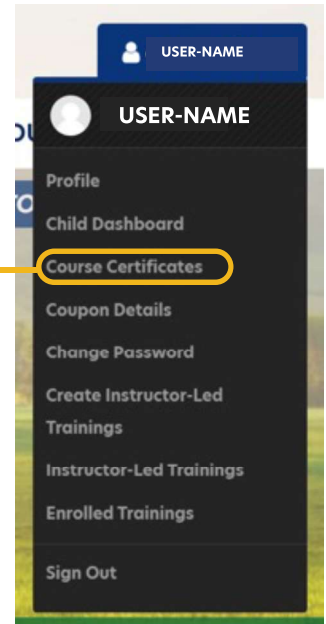 USER-NAME
USER-NAME
Profile
Child Dashboard
Course Certificates
Coupon Details
Change Password
Create Instructor-Led
Trainings
Instructor-Led Trainings
Enrolled Trainings
Sign Out